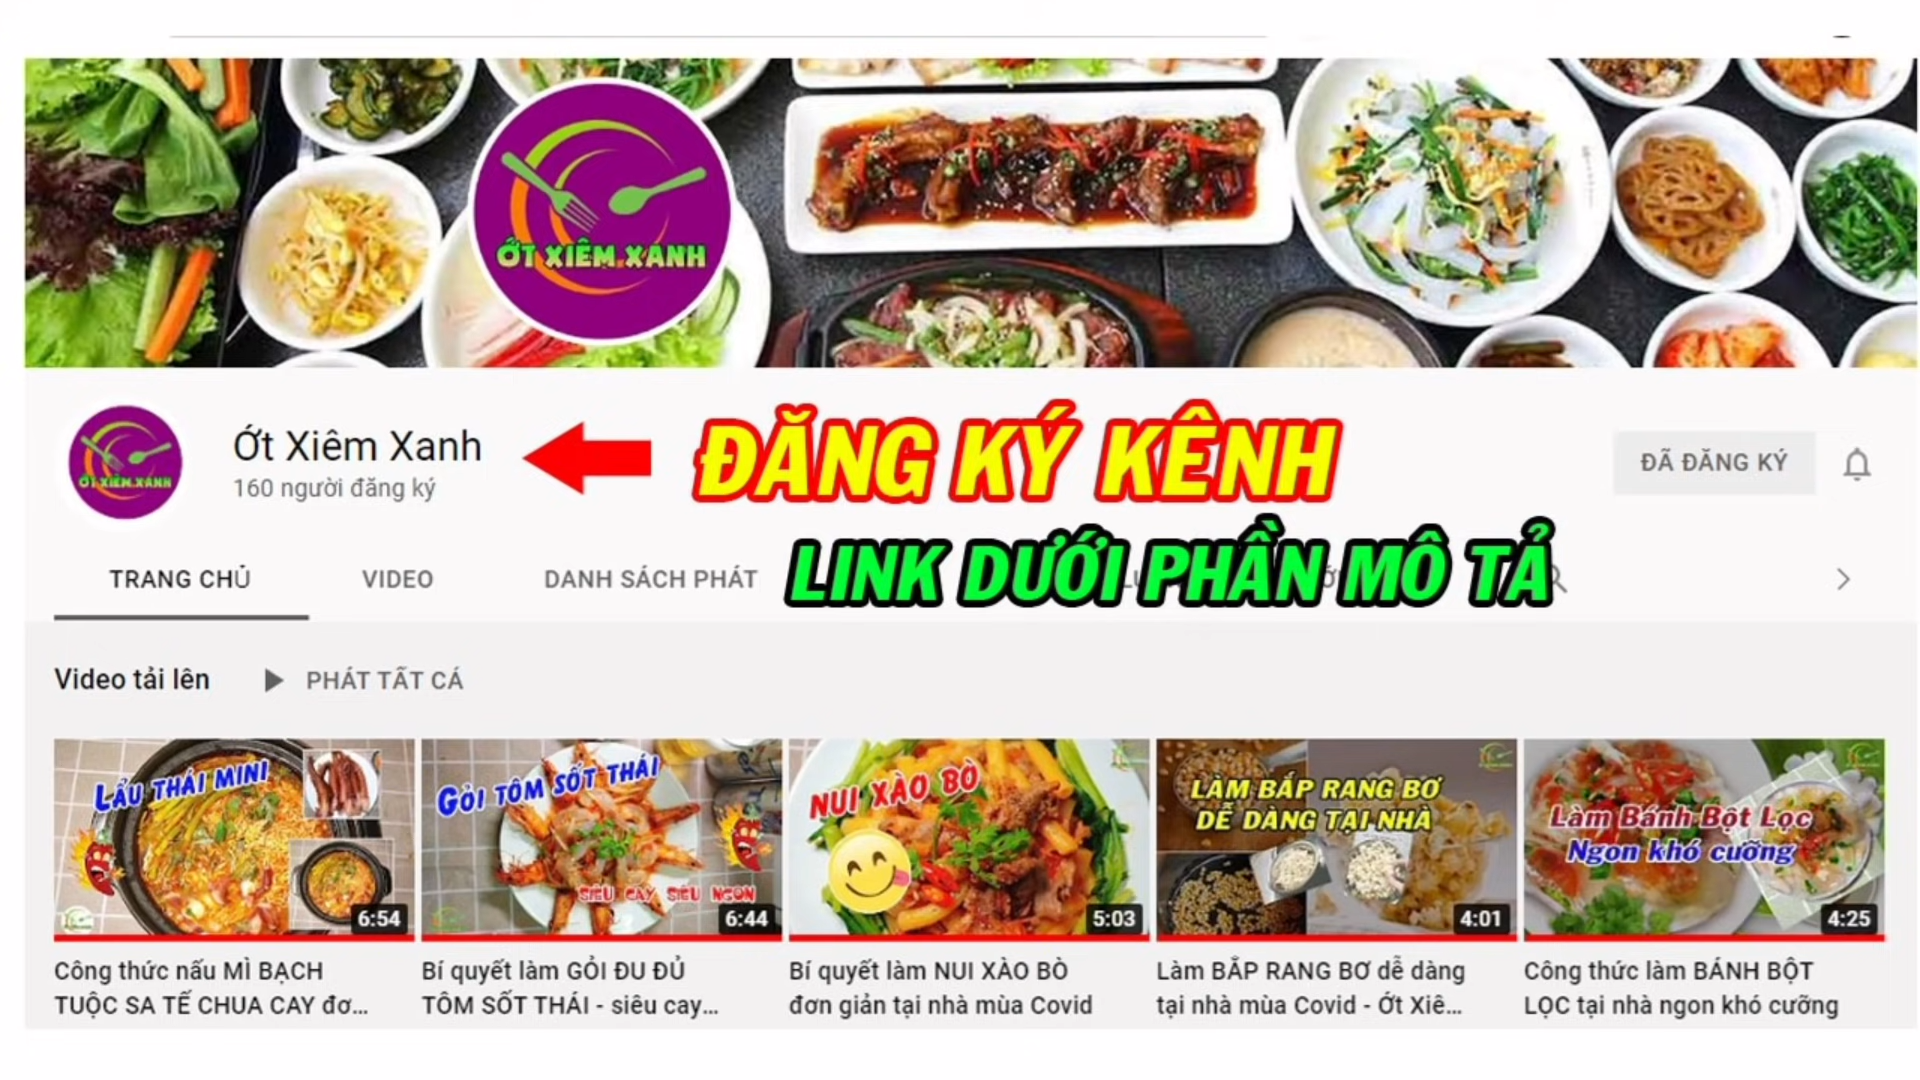 ỚT XIÊM XANH
Ớt Xiêm Xanh
160 người đăng ký
ĐĂNG KÝ KÊNH
ĐÃ ĐĂNG KÝ
LINK DƯỚI PHẦN MÔ TẢ
TRANG CHỦ
VIDEO
DANH SÁCH PHÁT
Video tải lên
PHÁT TẤT CẢ
LẨU THÁI MINI
6:54
GỎI TÔM SỐT THÁI
SIÊU CAY SIÊU NGON
6:44
NUI XÀO BÒ
5:03
LÀM BẮP RANG BƠ
DỄ DÀNG TẠI NHÀ
4:01
Làm Bánh Bột Lọc
Ngon khó cưỡng
4:25
Công thức nấu MÌ BẠCH
TUỘC SA TẾ CHUA CAY đơ...
Bí quyết làm GỎI ĐU ĐỦ
TÔM SỐT THÁI - siêu cay...
Bí quyết làm NUI XÀO BÒ
đơn giản tại nhà mùa Covid
Làm BẮP RANG BƠ dễ dàng
tại nhà mùa Covid - Ớt Xiê...
Công thức làm BÁNH BỘT
LỌC tại nhà ngon khó cưỡng